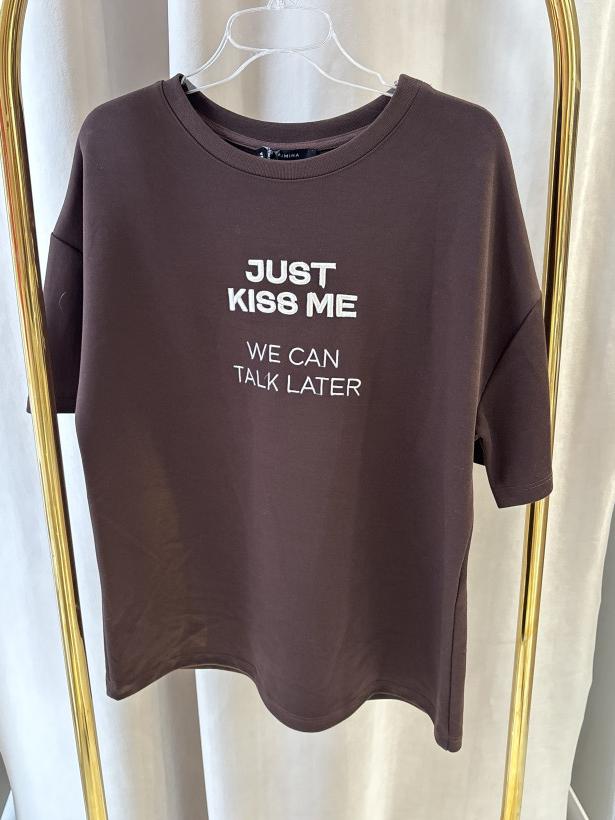 JUST
KISS ME
WE CAN
TALK LATER